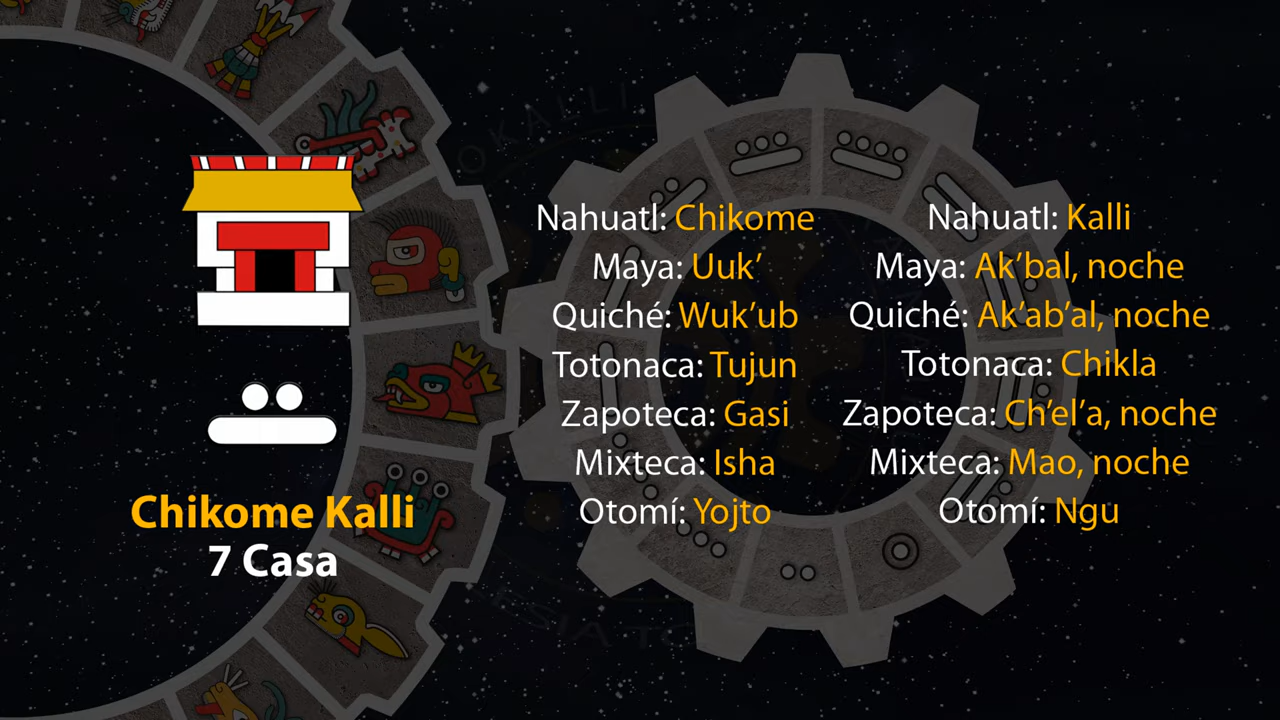 Nahuatl: Chikome
Maya: Uuk’
Quiché: Wuk’ub
Totonaca: Tujun
Zapoteca: Gasi
Mixteca: Isha
Otomí: Yojto
Nahuatl: Kalli
Maya: Ak’bal, noche
Quiché: Ak’ab’al, noche
Totonaca: Chikla
Zapoteca: Ch’el’a, noche
Mixteca: Mao, noche
Otomí: Ngu
Chikome Kalli
7 Casa